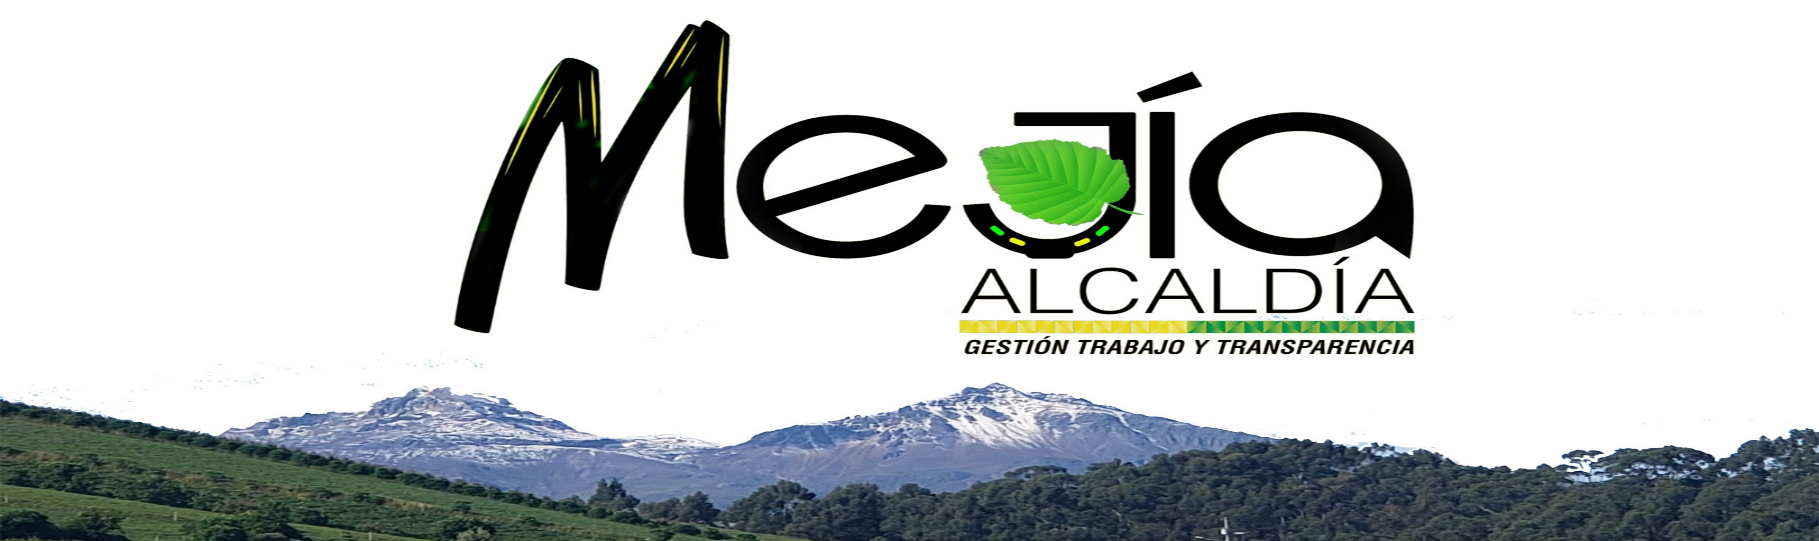 Mejía
ALCALDÍA
GESTIÓN TRABAJO Y TRANSPARENCIA